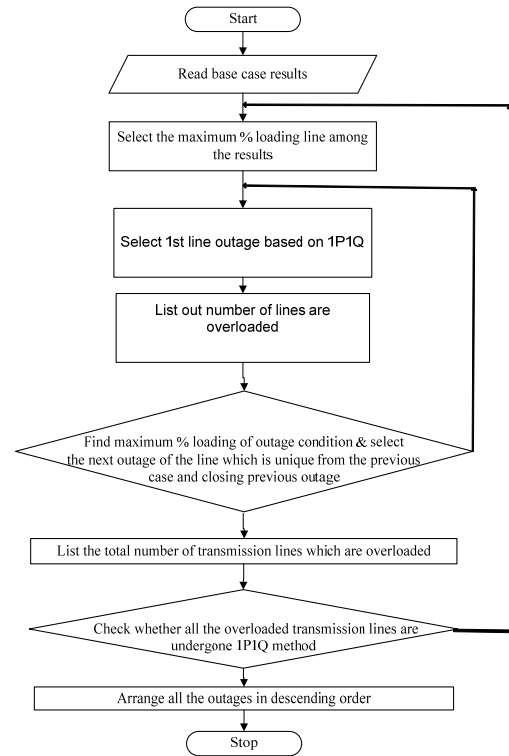 Start
Read base case results
Select the maximum % loading line among
the results
Select 1st line outage based on 1P1Q
List out number of lines are
overloaded
Find maximum % loading of outage condition & select
the next outage of the line which is unique from the previous
case and closing previous outage
List the total number of transmission lines which are overloaded
Check whether all the overloaded transmission lines are
undergone 1P1Q method
Arrange all the outages in descending order
Stop